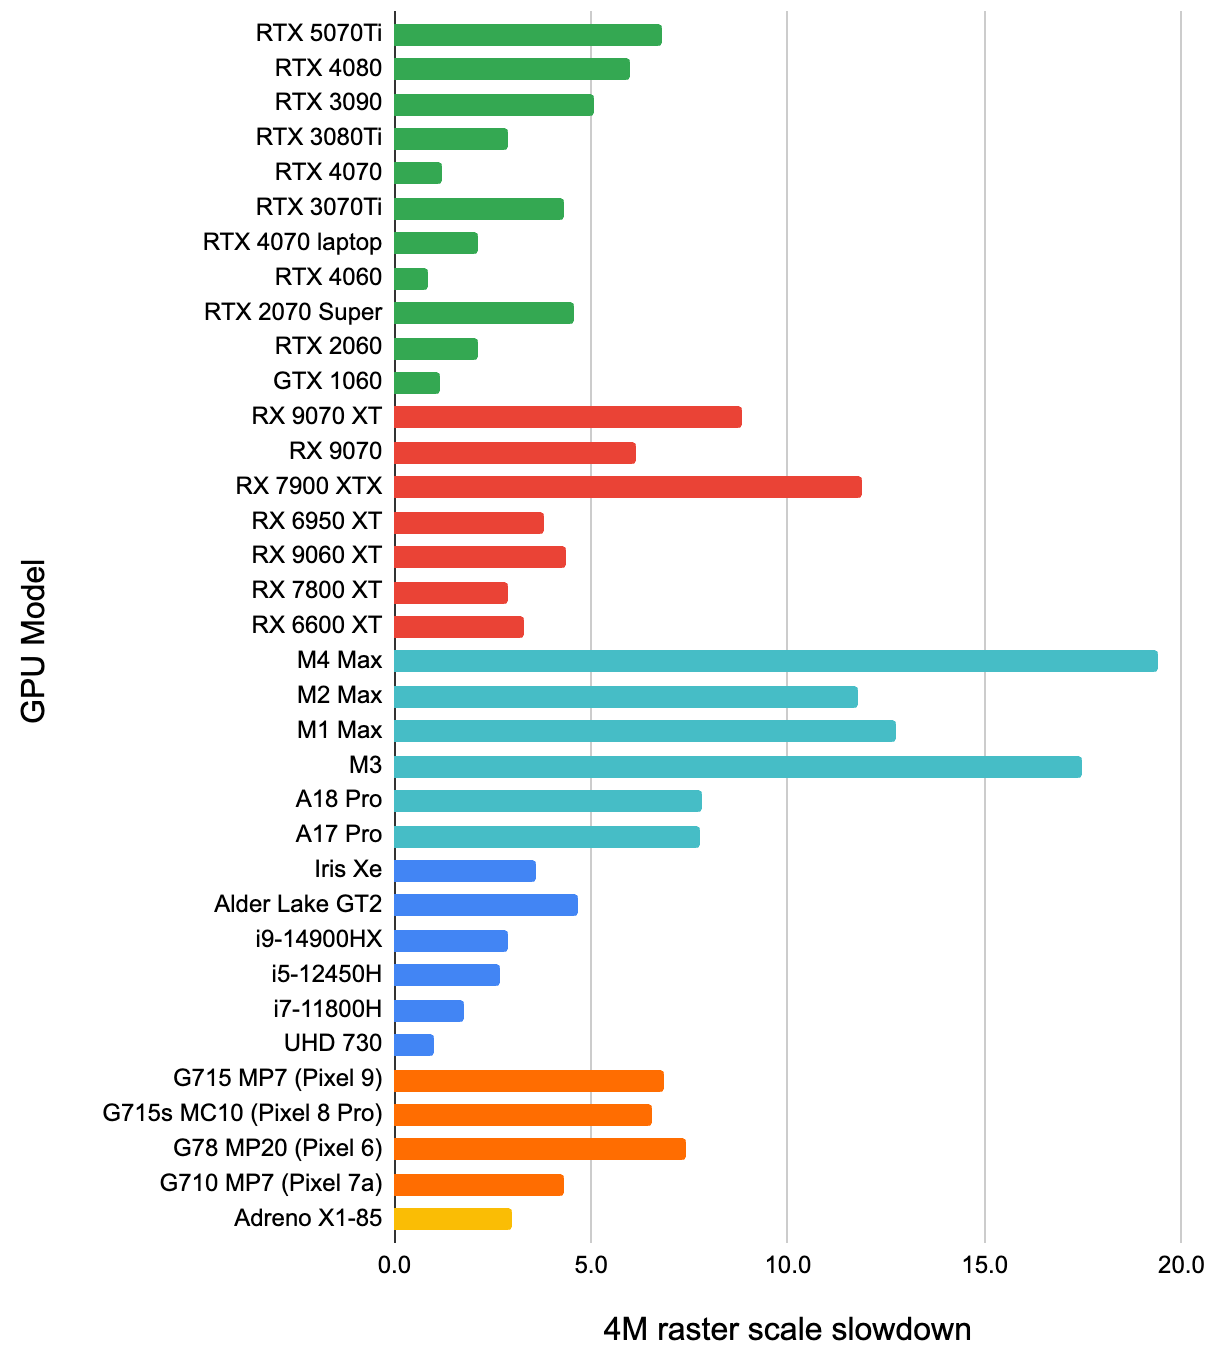 RTX 5070Ti
RTX 4080
RTX 3090
RTX 3080Ti
RTX 4070
RTX 3070Ti
RTX 4070 laptop
RTX 4060
RTX 2070 Super
RTX 2060
GTX 1060
RX 9070 XT
RX 9070
RX 7900 XTX
RX 6950 XT
RX 9060 XT
RX 7800 XT
RX 6600 XT
M4 Max
M2 Max
M1 Max
M3
A18 Pro
A17 Pro
Iris Xe
Alder Lake GT2
i9-14900HX
i5-12450H
i7-11800H
UHD 730
G715 MP7 (Pixel 9)
G715s MC10 (Pixel 8 Pro)
G78 MP20 (Pixel 6)
G710 MP7 (Pixel 7a)
Adreno X1-85
GPU Model
0.0 5.0 10.0 15.0 20.0
4M raster scale slowdown